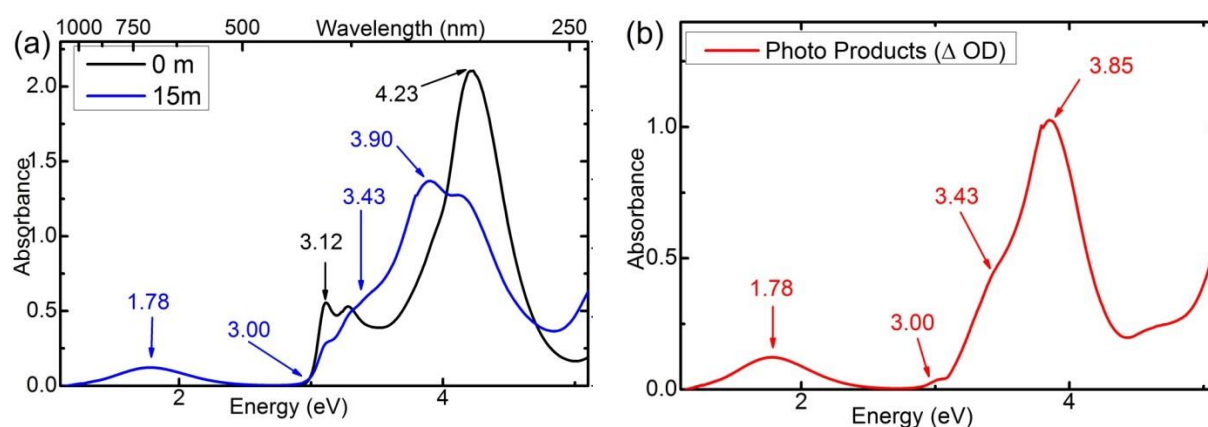 1000 750 500 Wavelength (nm) 250
(a)
0 m
15m
4.23
3.90
3.43
3.12
1.78
3.00
2.0
1.5
1.0
0.5
0.0
Absorbance
2 4
Energy (eV)
(b)
Photo Products (Δ OD)
3.85
3.43
1.78
3.00
1.0
0.5
0.0
Absorbance
2 4
Energy (eV)